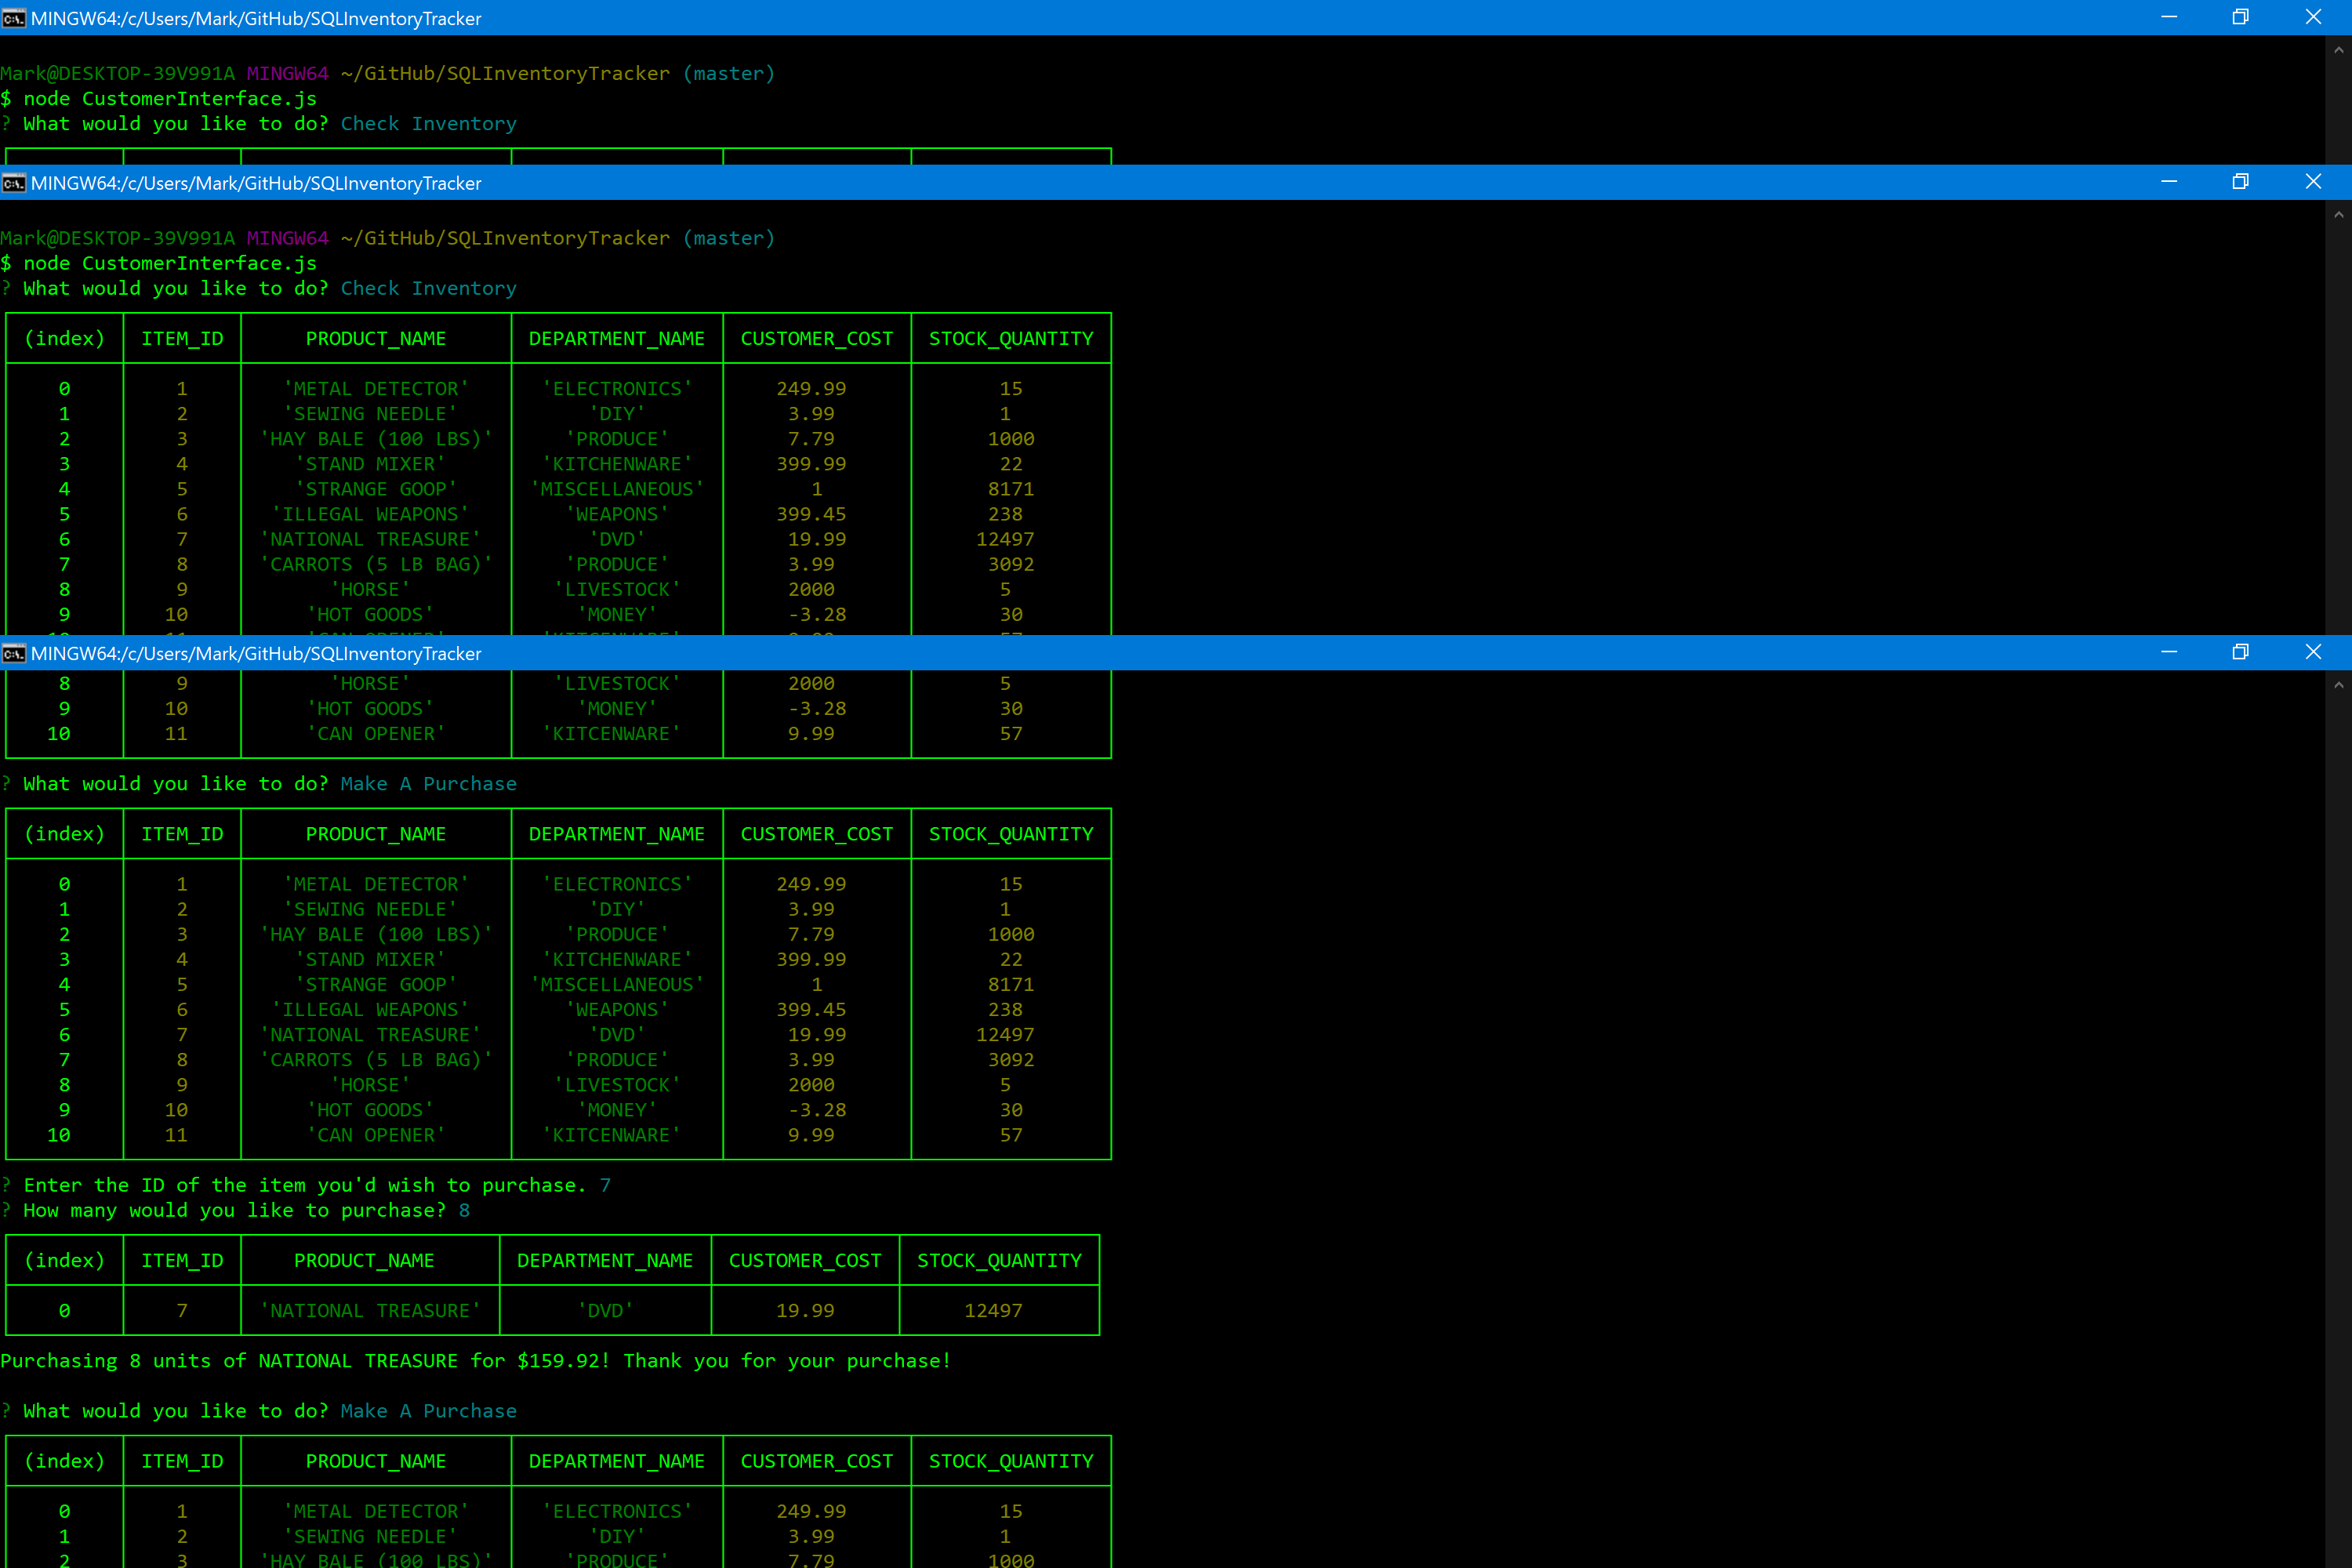 MINGW64:/c/Users/Mark/GitHub/SQLInventoryTracker
Mark@DESKTOP-39V991A MINGW64 ~/GitHub/SQLInventoryTracker (master)
$ node CustomerInterface.js
? What would you like to do? Check Inventory
MINGW64:/c/Users/Mark/GitHub/SQLInventoryTracker
Mark@DESKTOP-39V991A MINGW64 ~/GitHub/SQLInventoryTracker (master)
$ node CustomerInterface.js
? What would you like to do? Check Inventory
(index) ITEM_ID PRODUCT_NAME DEPARTMENT_NAME CUSTOMER_COST STOCK_QUANTITY
0 1 'METAL DETECTOR' 'ELECTRONICS' 249.99 15
1 2 'SEWING NEEDLE' 'DIY' 3.99 1
2 3 'HAY BALE (100 LBS)' 'PRODUCE' 7.79 1000
3 4 'STAND MIXER' 'KITCHENWARE' 399.99 22
4 5 'STRANGE GOOP' 'MISCELLANEOUS' 1 8171
5 6 'ILLEGAL WEAPONS' 'WEAPONS' 399.45 238
6 7 'NATIONAL TREASURE' 'DVD' 19.99 12497
7 8 'CARROTS (5 LB BAG)' 'PRODUCE' 3.99 3092
8 9 'HORSE' 'LIVESTOCK' 2000 5
9 10 'HOT GOODS' 'MONEY' -3.28 30
MINGW64:/c/Users/Mark/GitHub/SQLInventoryTracker
8 9 'HORSE' 'LIVESTOCK' 2000 5
9 10 'HOT GOODS' 'MONEY' -3.28 30
10 11 'CAN OPENER' 'KITCENWARE' 9.99 57
? What would you like to do? Make A Purchase
(index) ITEM_ID PRODUCT_NAME DEPARTMENT_NAME CUSTOMER_COST STOCK_QUANTITY
0 1 'METAL DETECTOR' 'ELECTRONICS' 249.99 15
1 2 'SEWING NEEDLE' 'DIY' 3.99 1
2 3 'HAY BALE (100 LBS)' 'PRODUCE' 7.79 1000
3 4 'STAND MIXER' 'KITCHENWARE' 399.99 22
4 5 'STRANGE GOOP' 'MISCELLANEOUS' 1 8171
5 6 'ILLEGAL WEAPONS' 'WEAPONS' 399.45 238
6 7 'NATIONAL TREASURE' 'DVD' 19.99 12497
7 8 'CARROTS (5 LB BAG)' 'PRODUCE' 3.99 3092
8 9 'HORSE' 'LIVESTOCK' 2000 5
9 10 'HOT GOODS' 'MONEY' -3.28 30
10 11 'CAN OPENER' 'KITCENWARE' 9.99 57
? Enter the ID of the item you'd wish to purchase. 7
? How many would you like to purchase? 8
(index) ITEM_ID PRODUCT_NAME DEPARTMENT_NAME CUSTOMER_COST STOCK_QUANTITY
0 7 'NATIONAL TREASURE' 'DVD' 19.99 12497
Purchasing 8 units of NATIONAL TREASURE for $159.92! Thank you for your purchase!
? What would you like to do? Make A Purchase
(index) ITEM_ID PRODUCT_NAME DEPARTMENT_NAME CUSTOMER_COST STOCK_QUANTITY
0 1 'METAL DETECTOR' 'ELECTRONICS' 249.99 15
1 2 'SEWING NEEDLE' 'DIY' 3.99 1
2 3 'HAY BALE (100 LBS)' 'PRODUCE' 7.79 1000